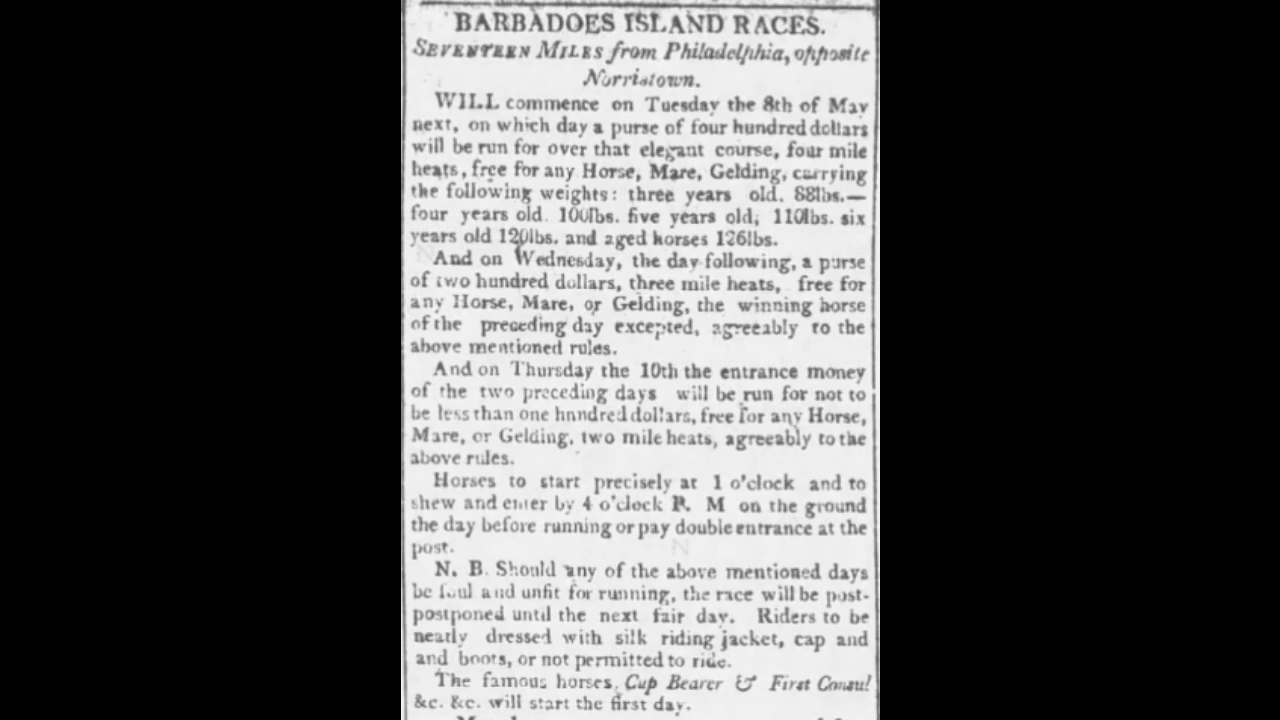 BARBADOES ISLAND RACES.
SEVENTEEN MILES from Philadelphia, opposite
Norristown.
WILL commence on Tuesday the 8th of May
next, on which day a purse of four hundred dollars
will be run for over that elegant course, four mile
heats, free for any Horse, Mare, Gelding, carrying
the following weights: three years old, 88lbs.—
four years old 100lbs. five years old, 110lbs. six
years old 120lbs. and aged horses 126lbs.
And on Wednesday, the day following, a purse
of two hundred dollars, three mile heats, free for
any Horse, Mare, or Gelding, the winning horse
of the preceding day excepted, agreeably to the
above mentioned rules.
And on Thursday the 10th the entrance money
of the two preceding days will be run for not to
be less than one hnndred dollars, free for any Horse,
Mare, or Gelding, two mile heats, agreeably to the
above rules.
Horses to start precisely at 1 o'clock and to
shew and enter by 4 o'clock P. M on the ground
the day before running or pay double entrance at the
post.
N. B. Should any of the above mentioned days
be foul and unfit for running, the race will be post-
postponed until the next fair day. Riders to be
neatly dressed with silk riding jacket, cap and
and boots, or not permitted to ride.
The famous horses, Cup Bearer & First Consul
&c. &c. will start the first day.